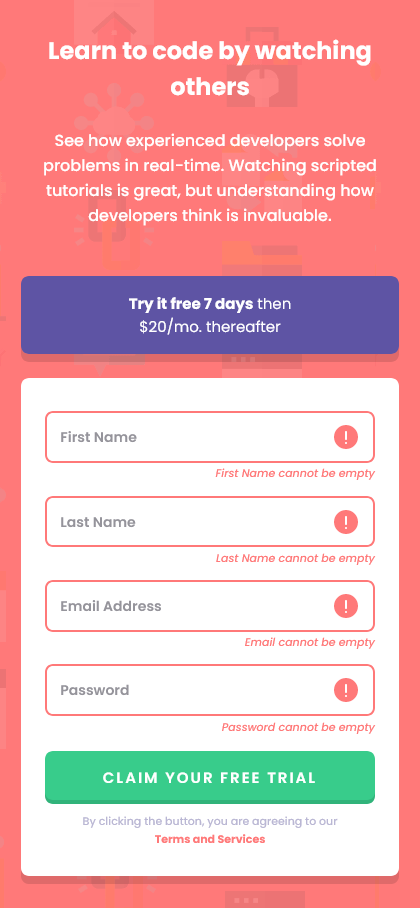 Learn to code by watching
others
See how experienced developers solve
problems in real-time. Watching scripted
tutorials is great, but understanding how
developers think is invaluable.
Try it free 7 days then
$20/mo. thereafter
First Name
First Name cannot be empty
Last Name
Last Name cannot be empty
Email Address
Email cannot be empty
Password
Password cannot be empty
CLAIM YOUR FREE TRIAL
By clicking the button, you are agreeing to our
Terms and Services